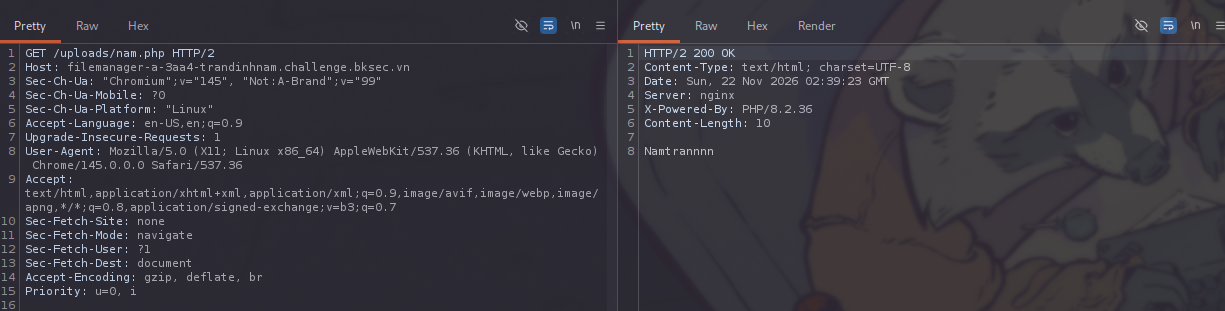 Pretty Raw Hex \n
1 GET /uploads/nam.php HTTP/2
2 Host: filemanager-a-3aa4-trandinhnam.challenge.bksec.vn
3 Sec-Ch-Ua: "Chromium";v="145", "Not:A-Brand";v="99"
4 Sec-Ch-Ua-Mobile: ?0
5 Sec-Ch-Ua-Platform: "Linux"
6 Accept-Language: en-US,en;q=0.9
7 Upgrade-Insecure-Requests: 1
8 User-Agent: Mozilla/5.0 (X11; Linux x86_64) AppleWebKit/537.36 (KHTML, like Gecko)
Chrome/145.0.0.0 Safari/537.36
9 Accept:
text/html,application/xhtml+xml,application/xml;q=0.9,image/avif,image/webp,image/
apng,*/*;q=0.8,application/signed-exchange;v=b3;q=0.7
10 Sec-Fetch-Site: none
11 Sec-Fetch-Mode: navigate
12 Sec-Fetch-User: ?1
13 Sec-Fetch-Dest: document
14 Accept-Encoding: gzip, deflate, br
15 Priority: u=0, i
16
Pretty Raw Hex Render \n
1 HTTP/2 200 OK
2 Content-Type: text/html; charset=UTF-8
3 Date: Sun, 22 Nov 2026 02:39:23 GMT
4 Server: nginx
5 X-Powered-By: PHP/8.2.36
6 Content-Length: 10
7
8 Namtrannnn